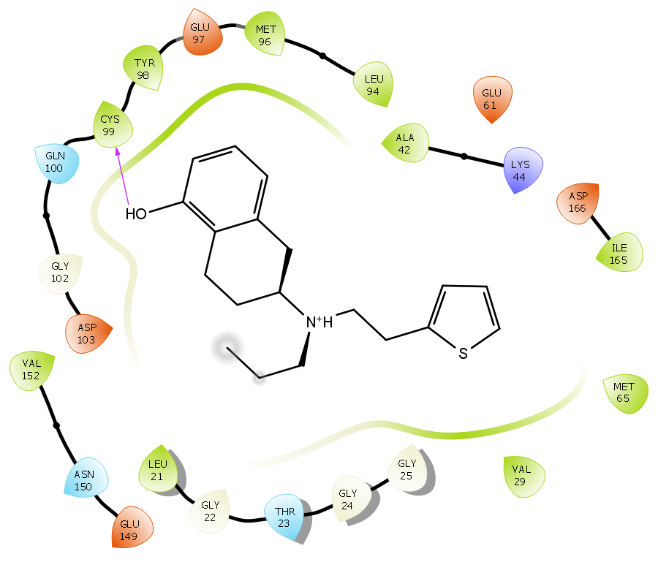 GLU
97
MET
96
TYR
98
LEU
94
GLU
61
CYS
99
ALA
42
GLN
100
LYS
44
ASP
166
HO
ILE
165
GLY
102
N+H
ASP
103
S
VAL
152
MET
65
LEU
21
GLY
25
ASN
150
VAL
29
GLY
22
GLY
24
THR
23
GLU
149